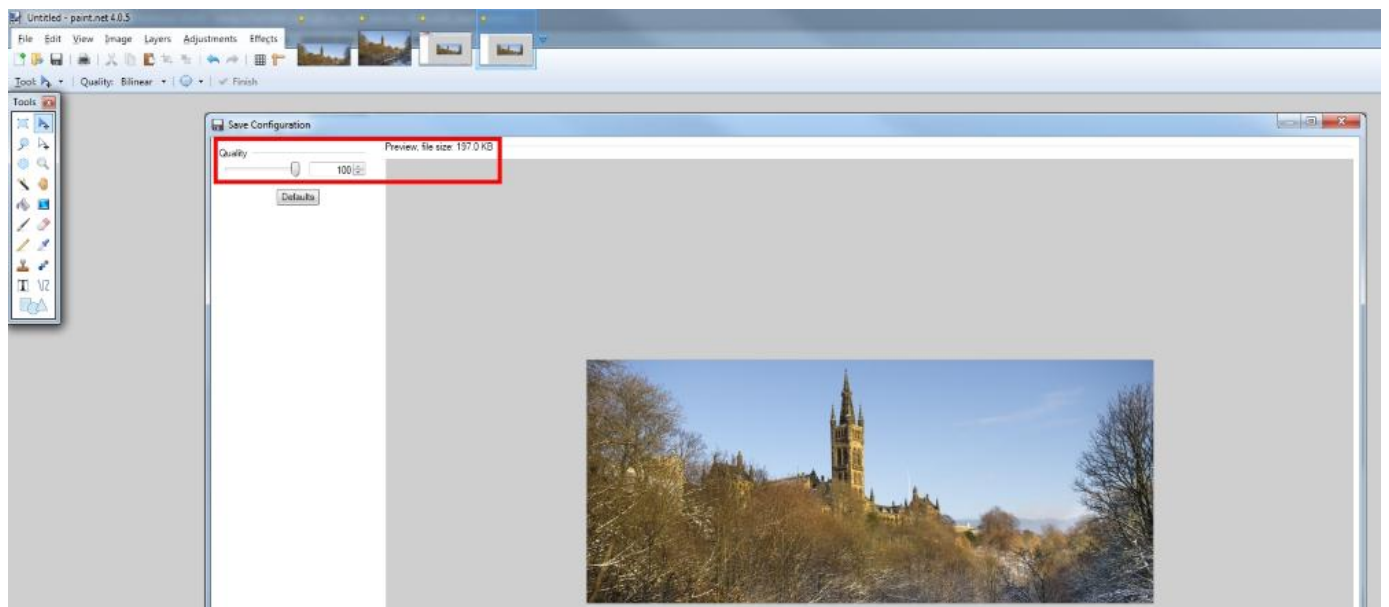 Untitled - paint.net 4.0.5
File Edit View Image Layers Adjustments Effects
Tool: Quality: Bilinear Finish
Tools
Save Configuration
Quality
Preview, file size: 197.0 KB
100
Defaults